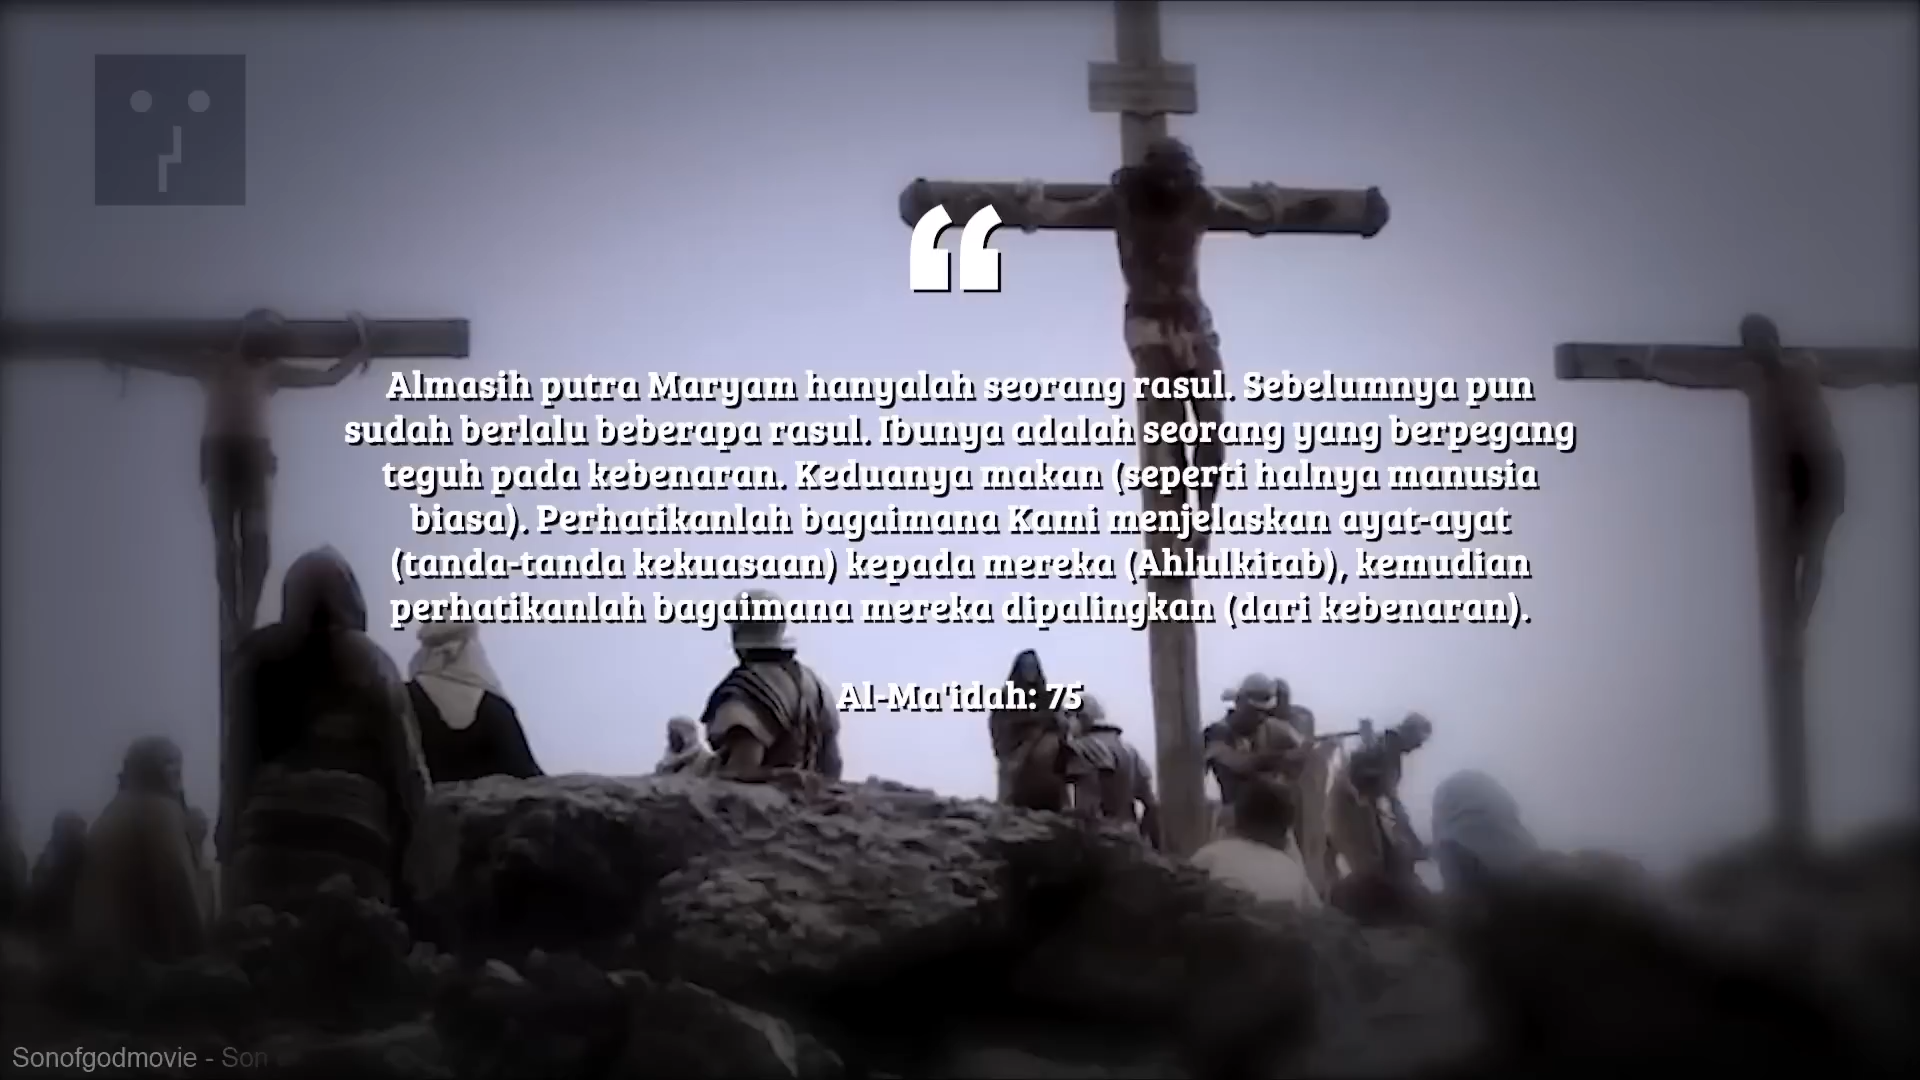 “
Almasih putra Maryam hanyalah seorang rasul. Sebelumnya pun
sudah berlalu beberapa rasul. Ibunya adalah seorang yang berpegang
teguh pada kebenaran. Keduanya makan (seperti halnya manusia
biasa). Perhatikanlah bagaimana Kami menjelaskan ayat-ayat
(tanda-tanda kekuasaan) kepada mereka (Ahlulkitab), kemudian
perhatikanlah bagaimana mereka dipalingkan (dari kebenaran).
Al-Ma'idah: 75
Sonofgodmovie - Son